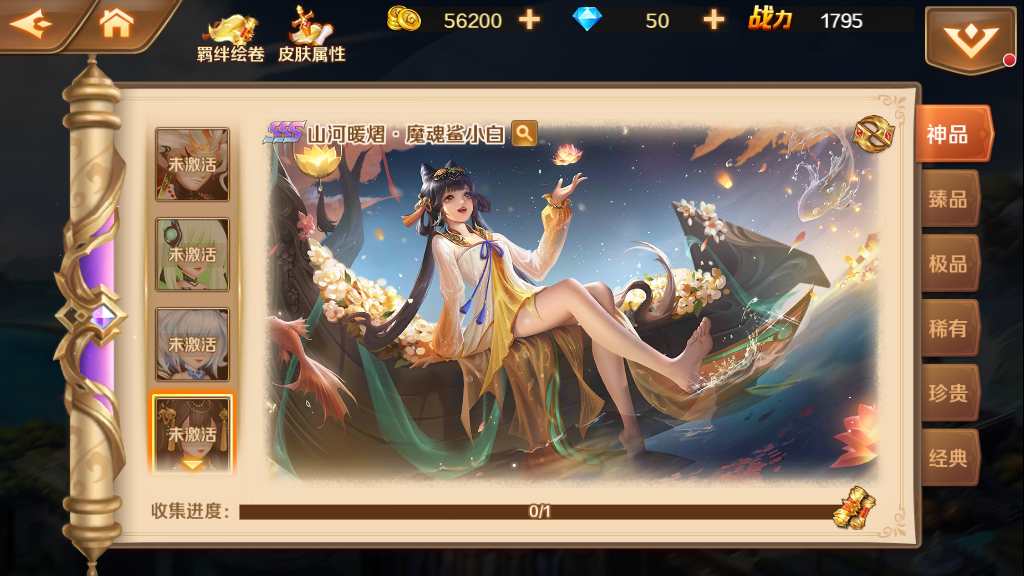 56200
50
战力 1795
羁绊绘卷 皮肤属性
SSS 山河暖熠·魔魂鲨小白
未激活
未激活
未激活
未激活
神品
臻品
极品
稀有
珍贵
经典
收集进度： 0/1